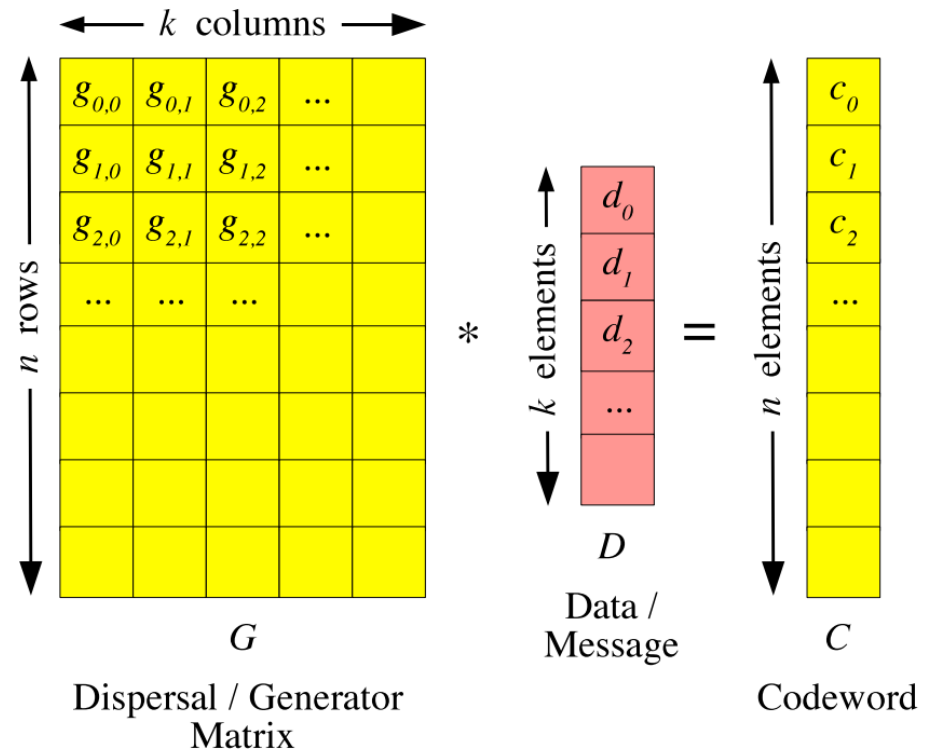 k columns
g0,0 g0,1 g0,2 ...
g1,0 g1,1 g1,2 ...
g2,0 g2,1 g2,2 ...
... ... ...
n rows
G
Dispersal / Generator
Matrix
*
k elements
d0
d1
d2
...
D
Data /
Message
=
n elements
c0
c1
c2
...
C
Codeword